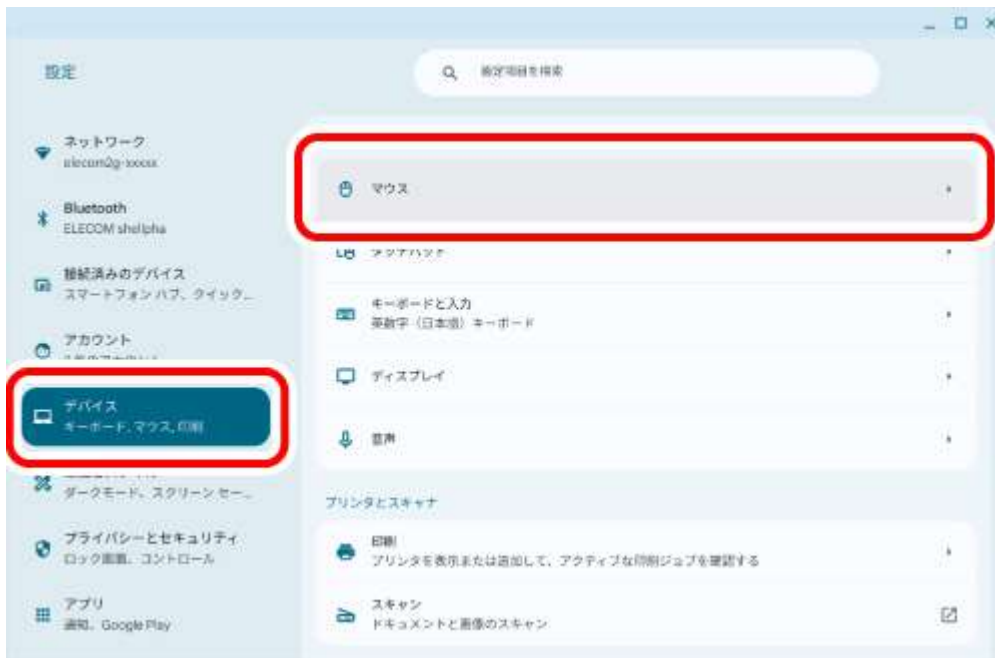 設定
設定項目を検索
ネットワーク
elecom2g-xxxxx
Bluetooth
ELECOM shellpha
接続済みのデバイス
スマートフォン ハブ、クイック...
アカウント
デバイス
キーボード, マウス, 印刷
ダークモード、スクリーン セー...
プライバシーとセキュリティ
ロック画面、コントロール
アプリ
通知、Google Play
マウス
タッチパッド
キーボードと入力
英数字（日本語）キーボード
ディスプレイ
音声
プリンタとスキャナ
印刷
プリンタを表示または追加して、アクティブな印刷ジョブを確認する
スキャン
ドキュメントと画像のスキャン